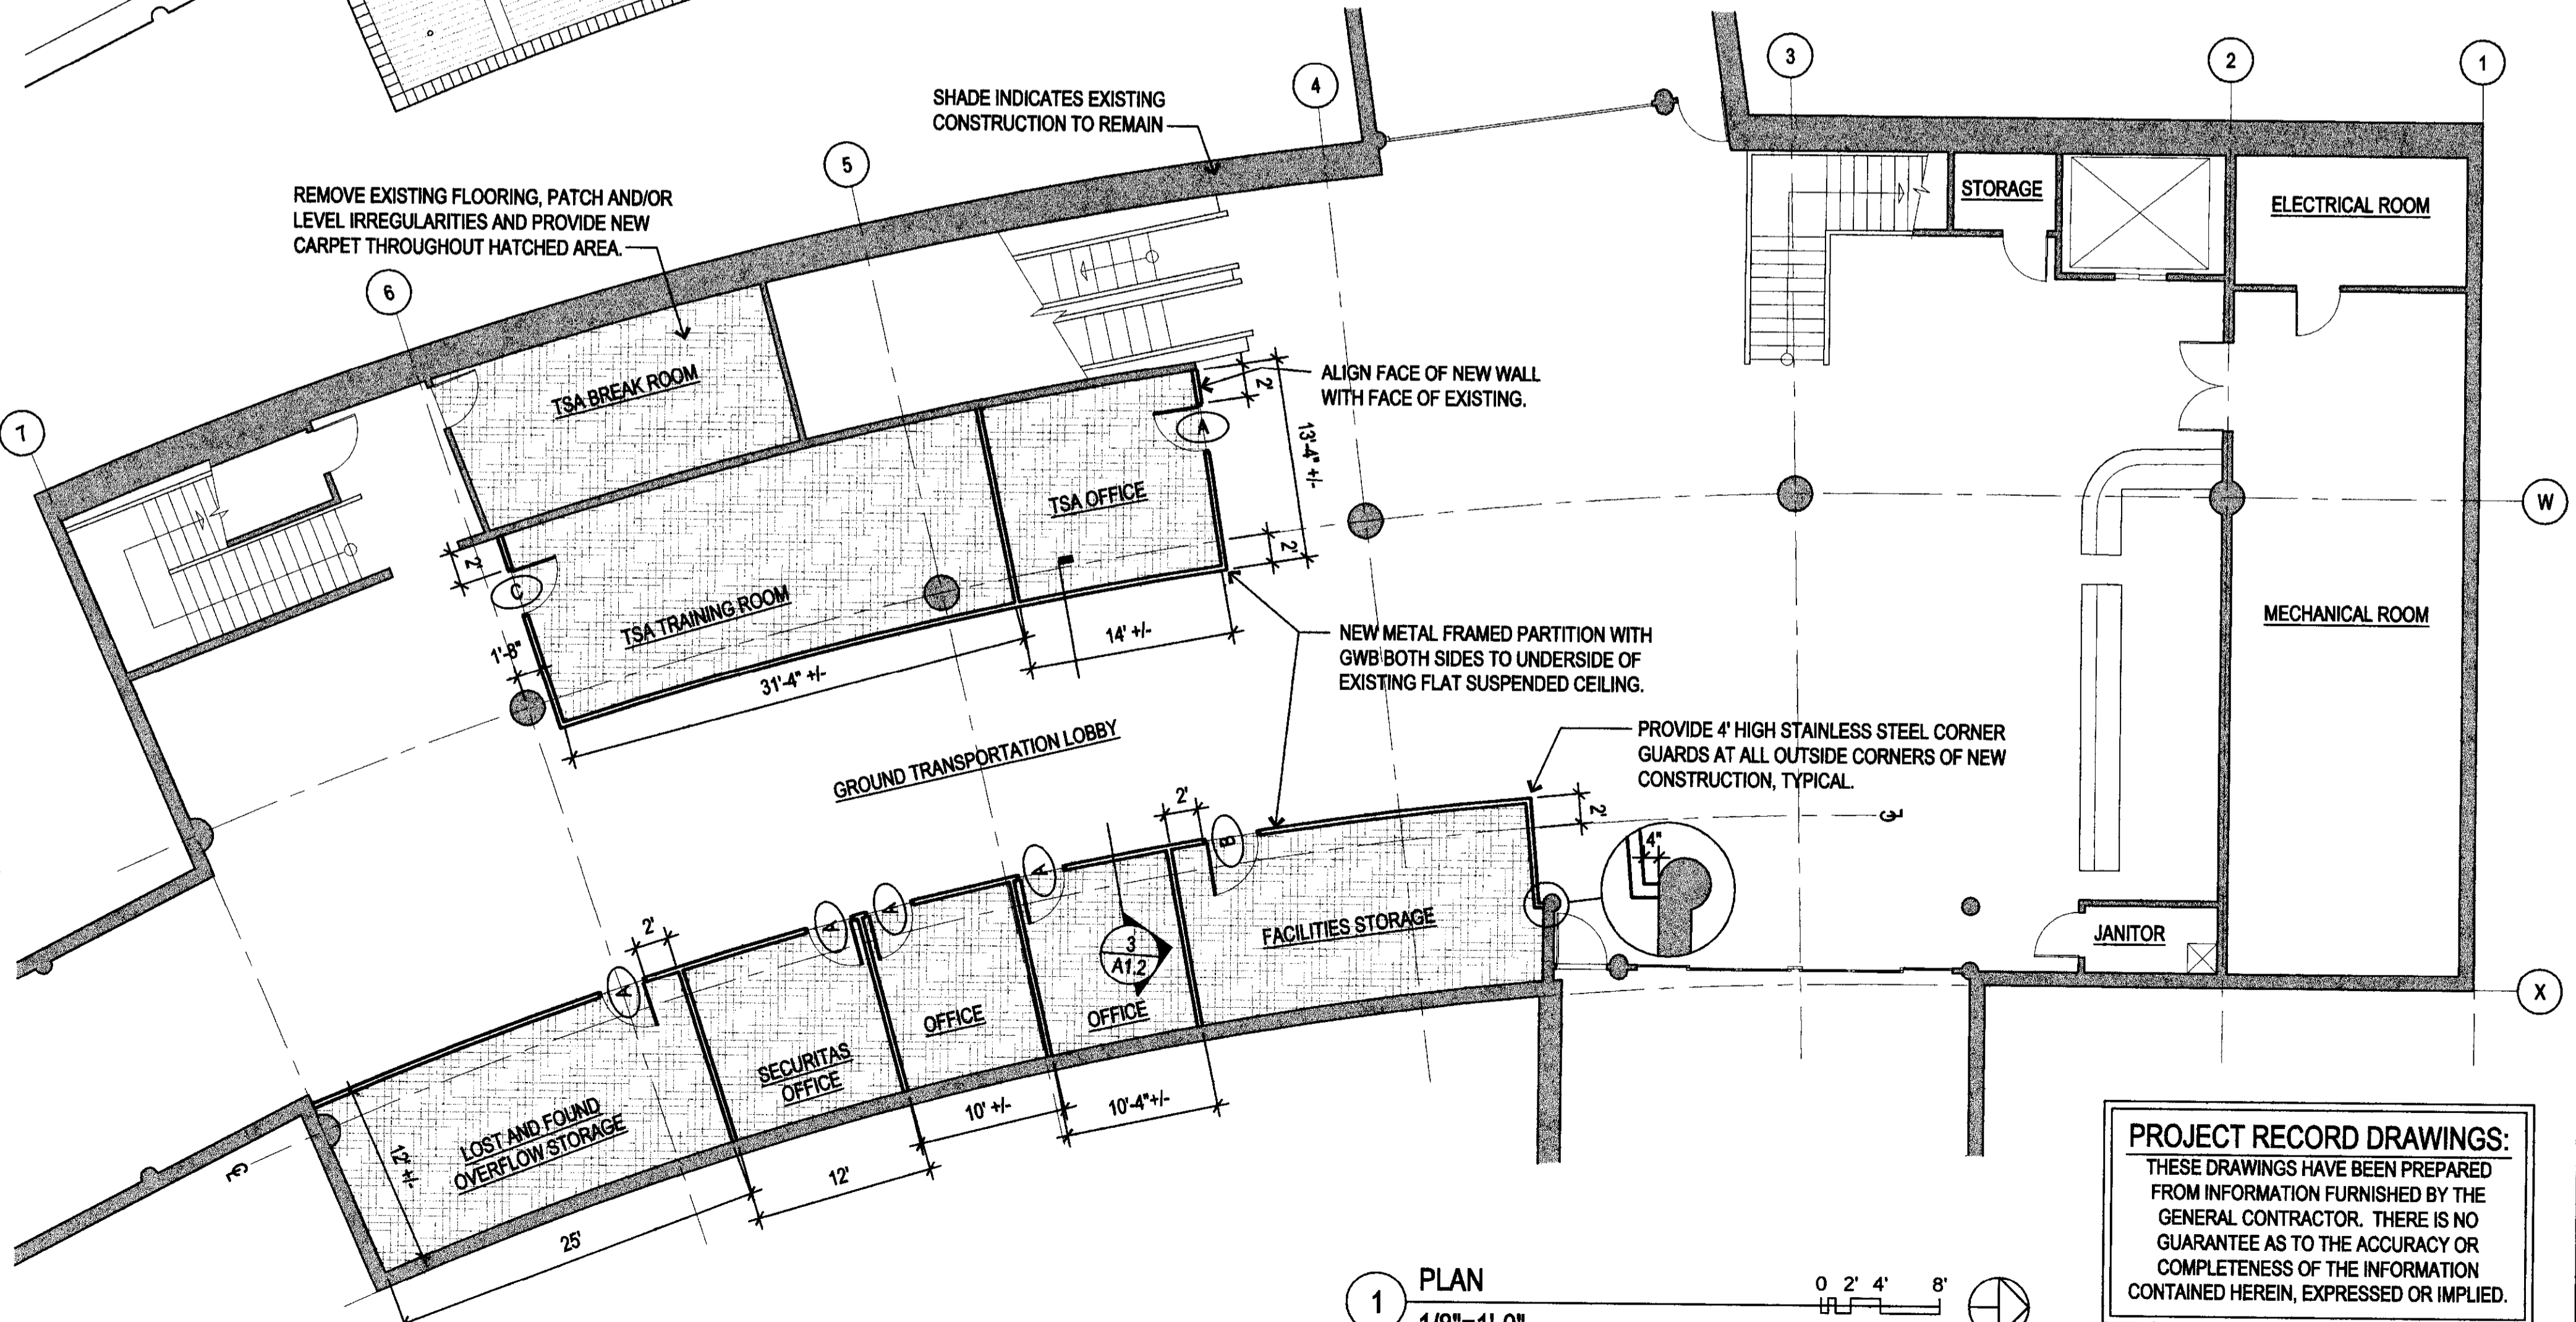 3
2
1
4
SHADE INDICATES EXISTING
CONSTRUCTION TO REMAIN
5
REMOVE EXISTING FLOORING, PATCH AND/OR
LEVEL IRREGULARITIES AND PROVIDE NEW
CARPET THROUGHOUT HATCHED AREA.
6
7
STORAGE
ELECTRICAL ROOM
TSA BREAK ROOM
ALIGN FACE OF NEW WALL
WITH FACE OF EXISTING.
2'
A
13'-4" +/-
TSA OFFICE
2'
W
2'
C
TSA TRAINING ROOM
1'-8"
31'-4" +/-
14' +/-
NEW METAL FRAMED PARTITION WITH
GWB BOTH SIDES TO UNDERSIDE OF
EXISTING FLAT SUSPENDED CEILING.
MECHANICAL ROOM
GROUND TRANSPORTATION LOBBY
PROVIDE 4' HIGH STAINLESS STEEL CORNER
GUARDS AT ALL OUTSIDE CORNERS OF NEW
CONSTRUCTION, TYPICAL.
2'
2'
B
4"
A
A
A
2'
A
FACILITIES STORAGE
3
A1.2
OFFICE
OFFICE
SECURITAS
OFFICE
LOST AND FOUND
OVERFLOW STORAGE
12' +/-
JANITOR
X
10' +/-
10'-4"+/-
12'
25'
PROJECT RECORD DRAWINGS:
THESE DRAWINGS HAVE BEEN PREPARED
FROM INFORMATION FURNISHED BY THE
GENERAL CONTRACTOR. THERE IS NO
GUARANTEE AS TO THE ACCURACY OR
COMPLETENESS OF THE INFORMATION
CONTAINED HEREIN, EXPRESSED OR IMPLIED.
1
PLAN
1/8"=1'-0"
0 2' 4' 8'